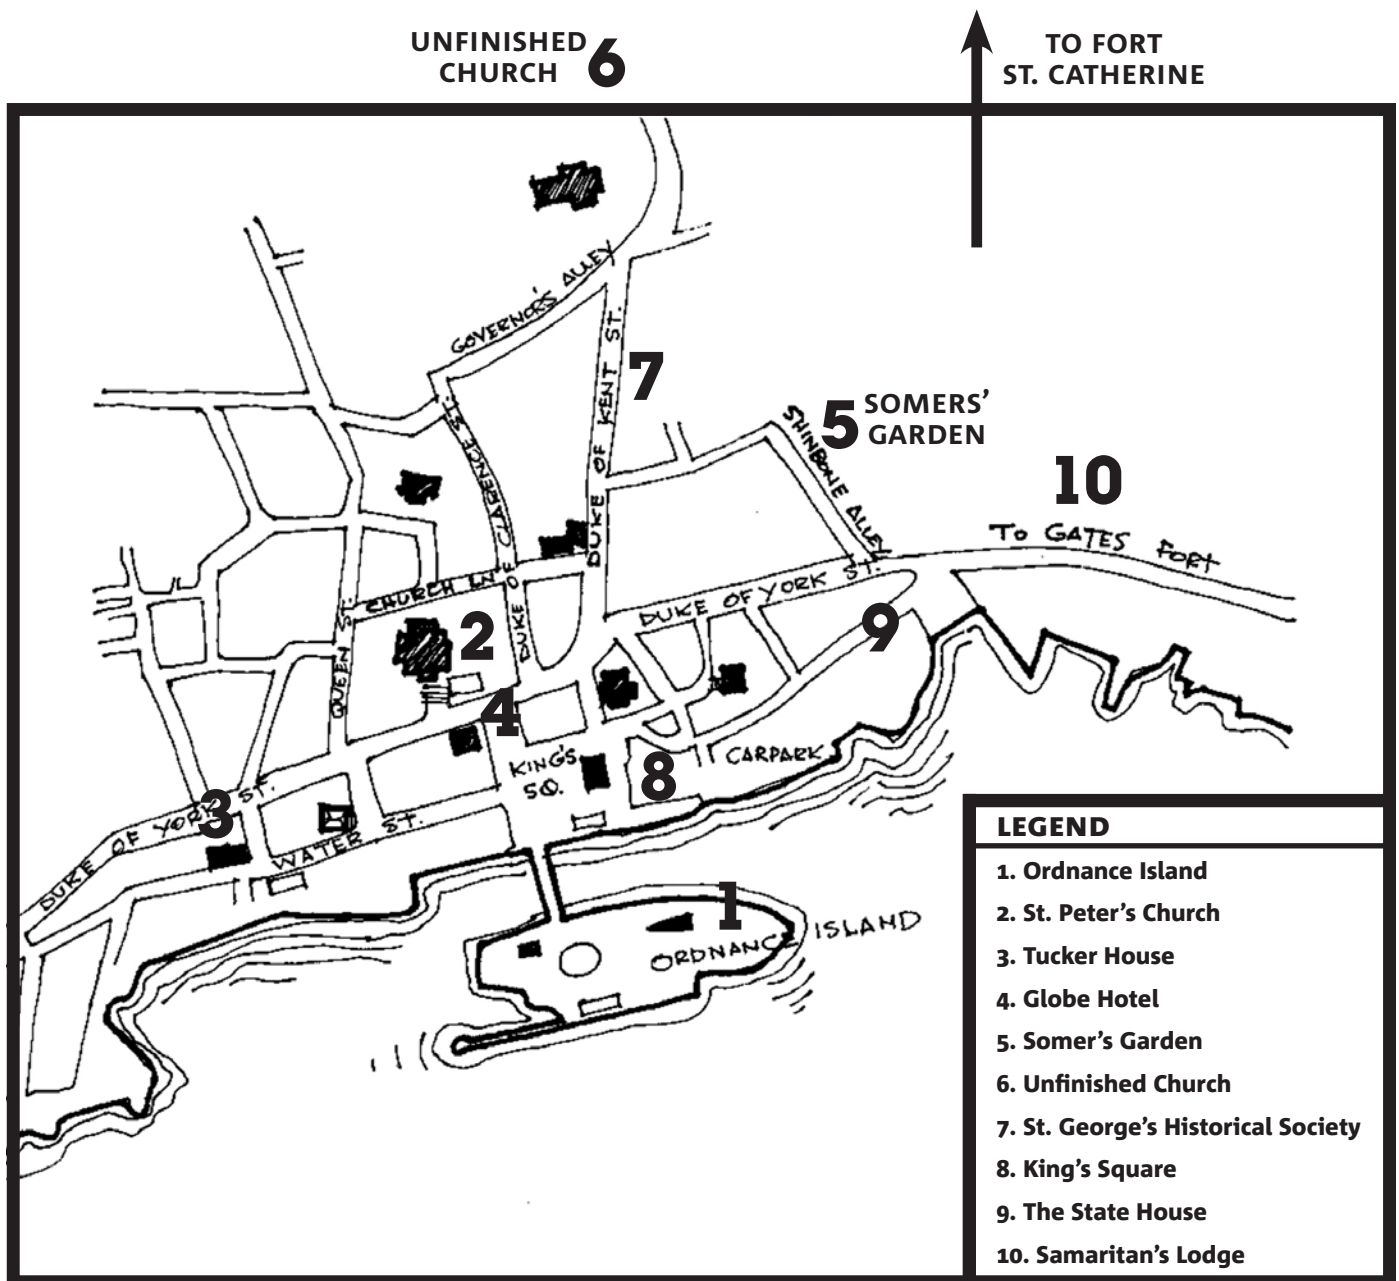 UNFINISHED
CHURCH 6
TO FORT
ST. CATHERINE
GOVERNOR'S ALLEY
DUKE OF KENT ST.
7
DUKE OF CLARENCE ST.
5 SOMERS'
GARDEN
SHINBONE ALLEY
10
TO GATES FORT
CHURCH LN.
DUKE OF YORK ST.
2
9
QUEEN ST.
4
KING'S
SQ.
8
CARPARK
3
DUKE OF YORK ST.
WATER ST.
1
ORDNANCE ISLAND
LEGEND
1. Ordnance Island
2. St. Peter's Church
3. Tucker House
4. Globe Hotel
5. Somer's Garden
6. Unfinished Church
7. St. George's Historical Society
8. King's Square
9. The State House
10. Samaritan's Lodge